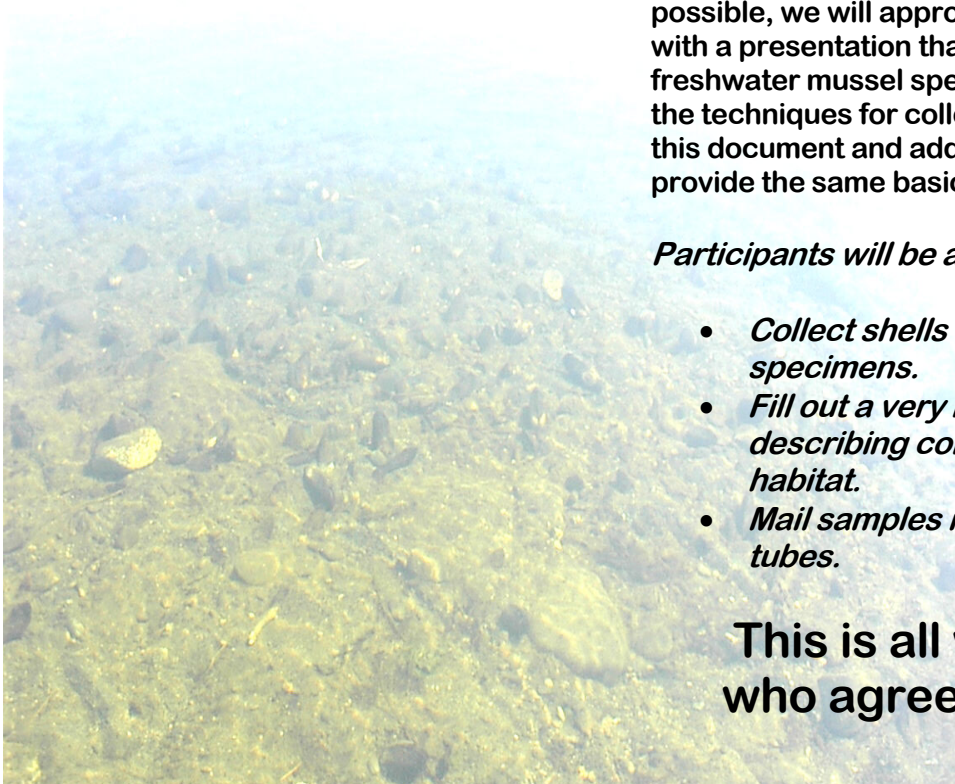 possible, we will appro
with a presentation tha
freshwater mussel spe
the techniques for colle
this document and add
provide the same basic
Participants will be a
• Collect shells
specimens.
• Fill out a very
describing co
habitat.
• Mail samples
tubes.
This is all
who agree